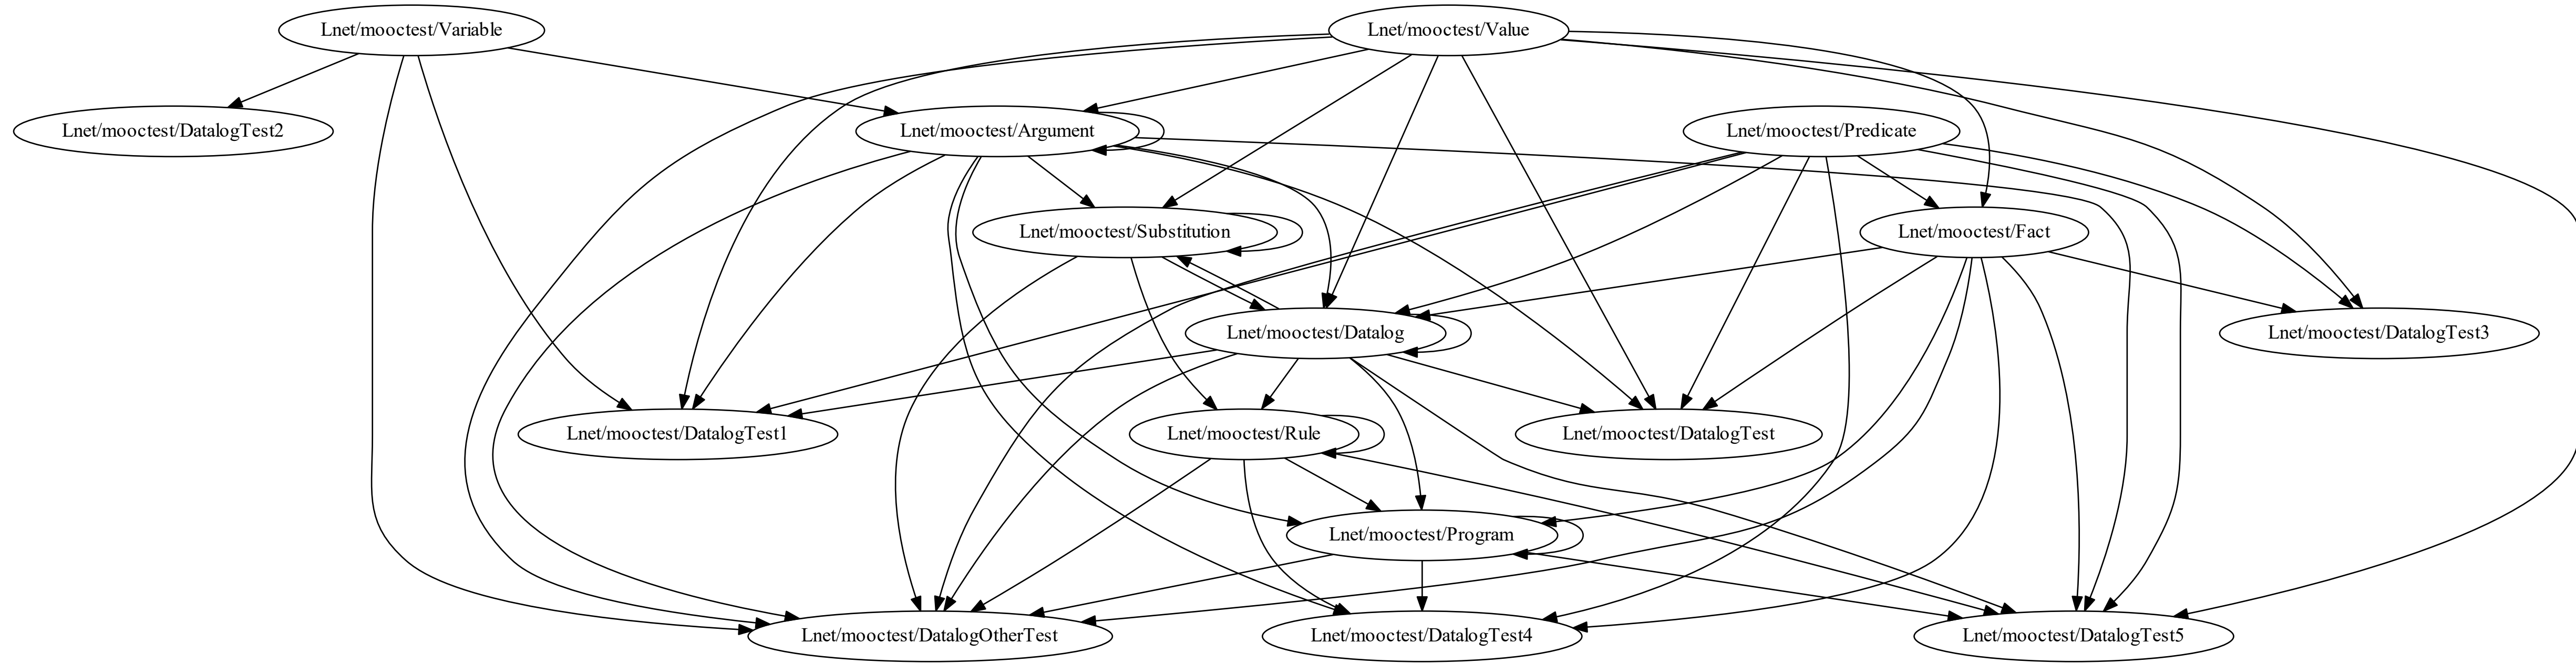 Lnet/mooctest/Variable
Lnet/mooctest/Value
Lnet/mooctest/DatalogTest2
Lnet/mooctest/Argument
Lnet/mooctest/Predicate
Lnet/mooctest/Substitution
Lnet/mooctest/Fact
Lnet/mooctest/Datalog
Lnet/mooctest/DatalogTest3
Lnet/mooctest/DatalogTest1
Lnet/mooctest/Rule
Lnet/mooctest/DatalogTest
Lnet/mooctest/Program
Lnet/mooctest/DatalogOtherTest
Lnet/mooctest/DatalogTest4
Lnet/mooctest/DatalogTest5